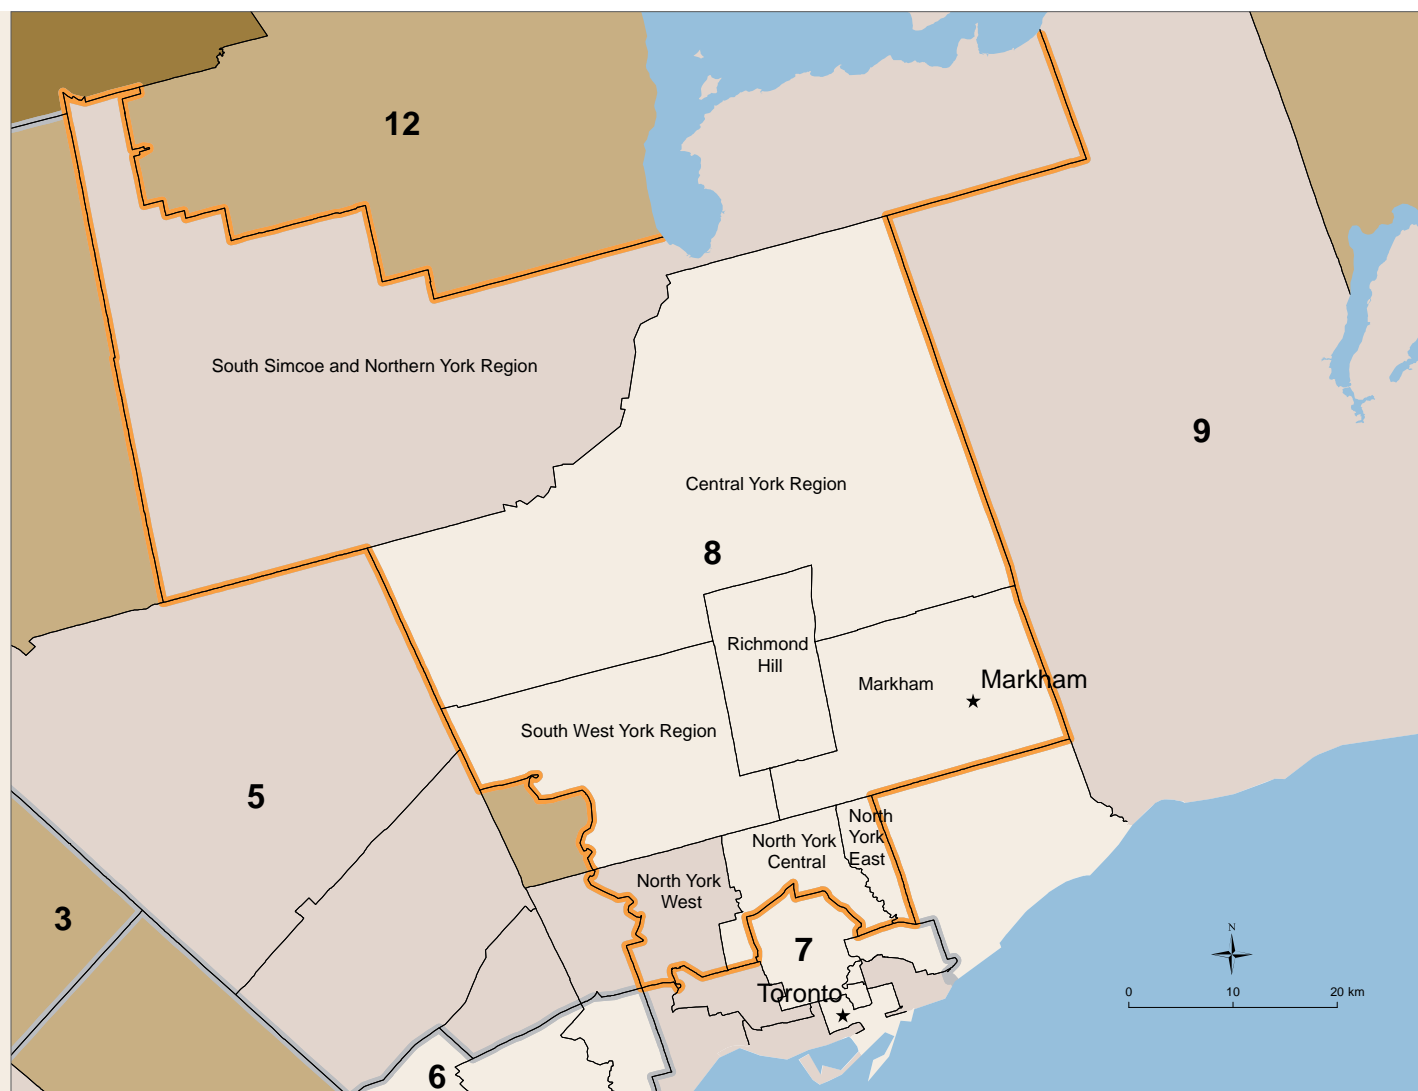 12
South Simcoe and Northern York Region
9
Central York Region
8
Richmond
Hill
Markham
Markham
South West York Region
5
North
York
East
North York
Central
North York
West
3
7
N
Toronto
0 10 20 km
6